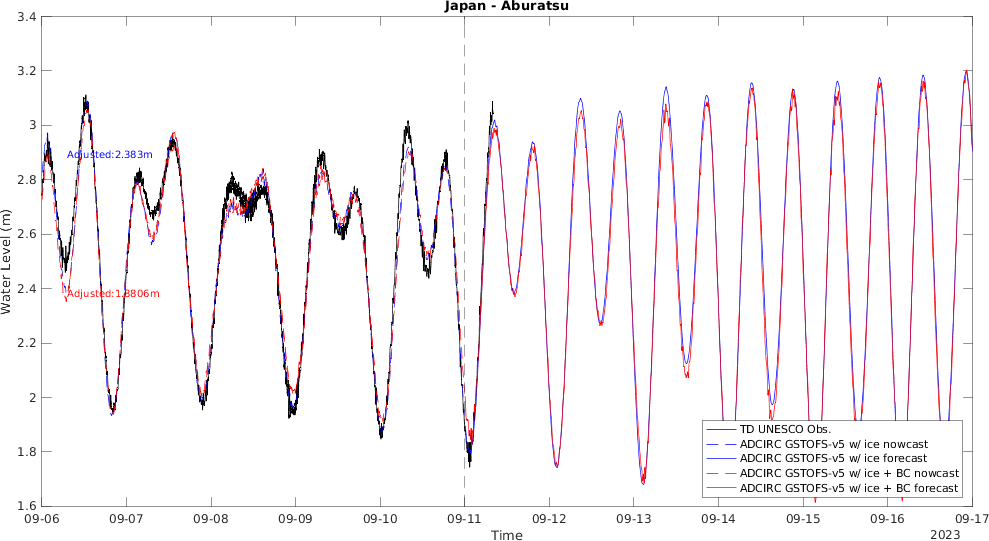 Japan - Aburatsu
3.4
3.2
3
2.8
2.6
2.4
2.2
2
1.8
1.6
Water Level (m)
Adjusted:2.383m
Adjusted:1.8806m
TD UNESCO Obs.
ADCIRC GSTOFS-v5 w/ ice nowcast
ADCIRC GSTOFS-v5 w/ ice forecast
ADCIRC GSTOFS-v5 w/ ice + BC nowcast
ADCIRC GSTOFS-v5 w/ ice + BC forecast
09-06 09-07 09-08 09-09 09-10 09-11 09-12 09-13 09-14 09-15 09-16 09-17
Time
2023